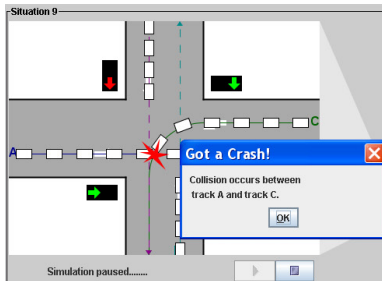 Situation 9
C
A
Got a Crash!
Collision occurs between
track A and track C.
OK
Simulation paused........